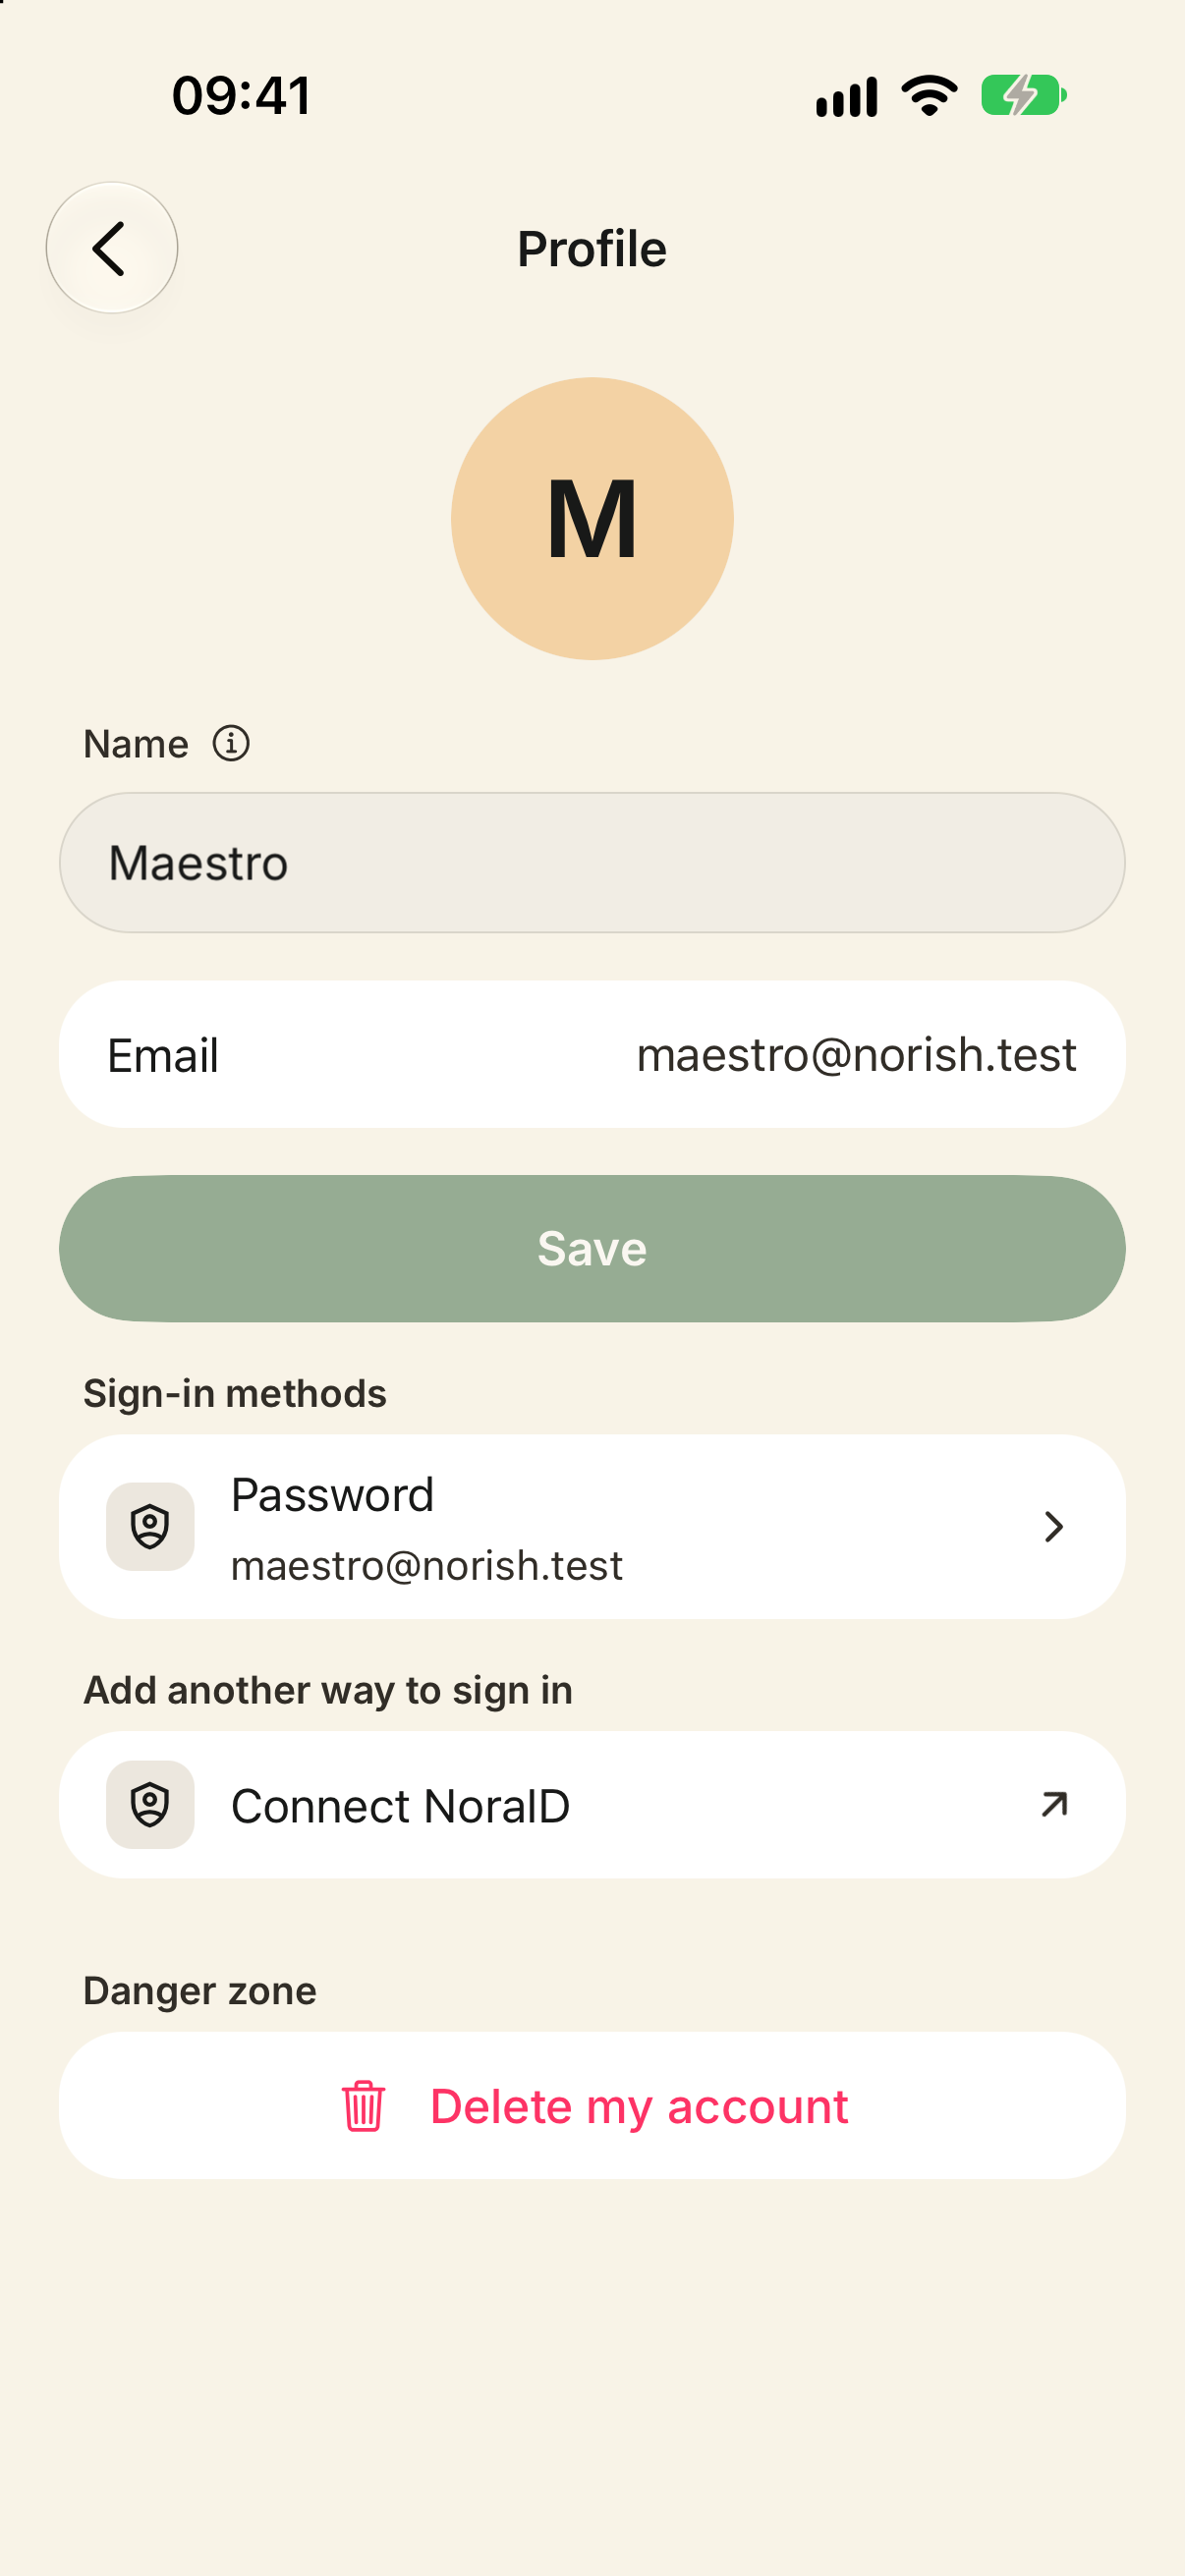 09:41
Profile
M
Name
Maestro
Email maestro@norish.test
Save
Sign-in methods
Password
maestro@norish.test
Add another way to sign in
Connect NoraID
Danger zone
Delete my account